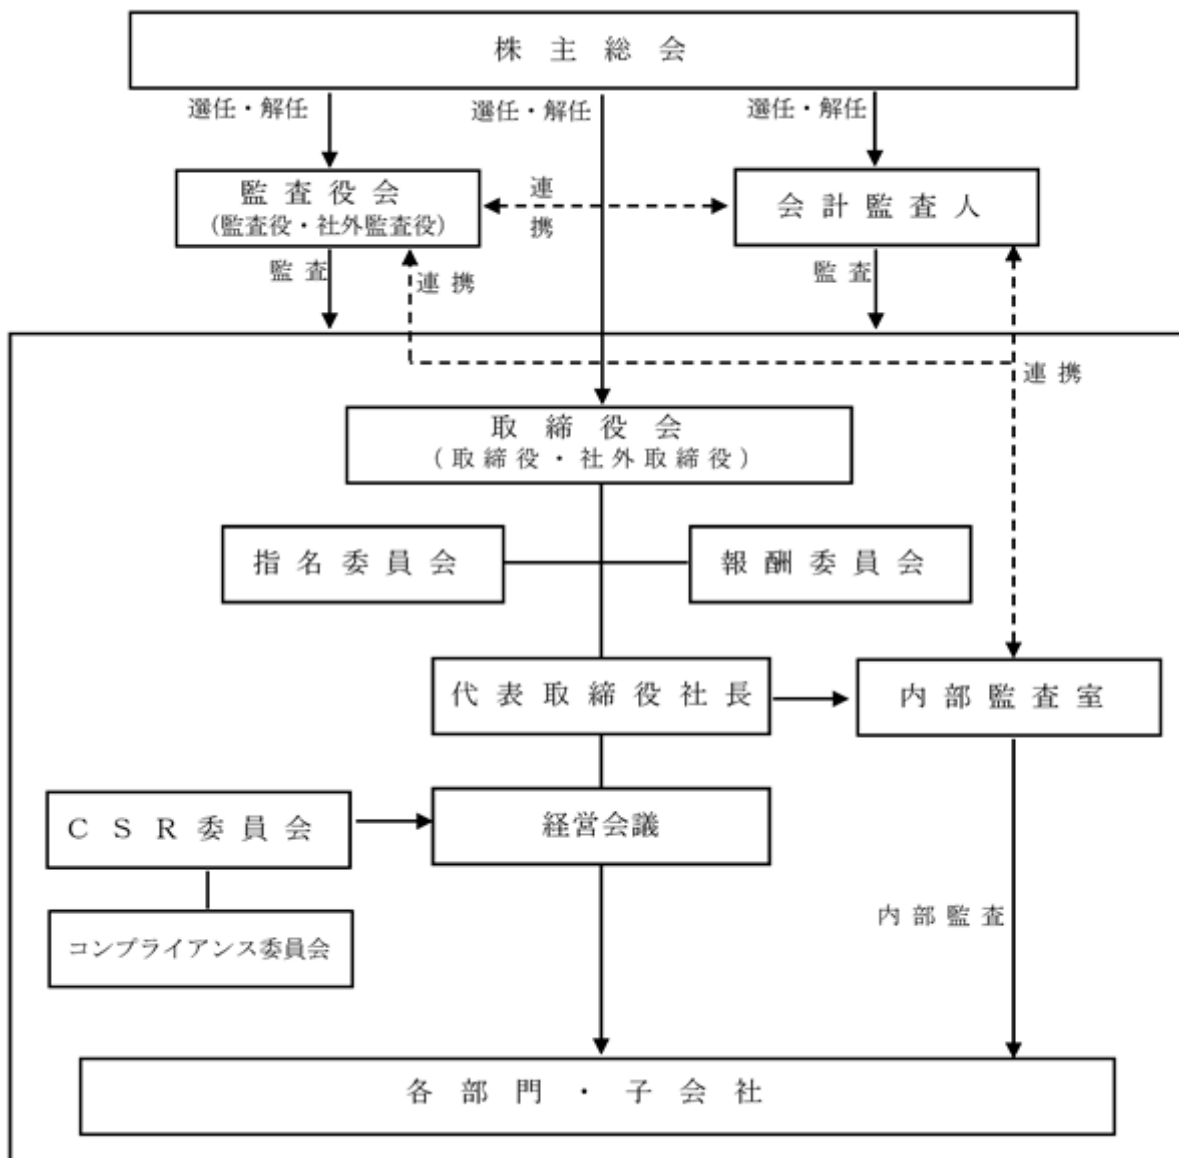 株主総会
選任・解任
選任・解任
選任・解任
監査役会
(監査役・社外監査役)
連
携
会計監査人
監査
連携
監査
連携
取締役会
(取締役・社外取締役)
指名委員会
報酬委員会
代表取締役社長
内部監査室
CSR委員会
経営会議
コンプライアンス委員会
内部監査
各部門・子会社